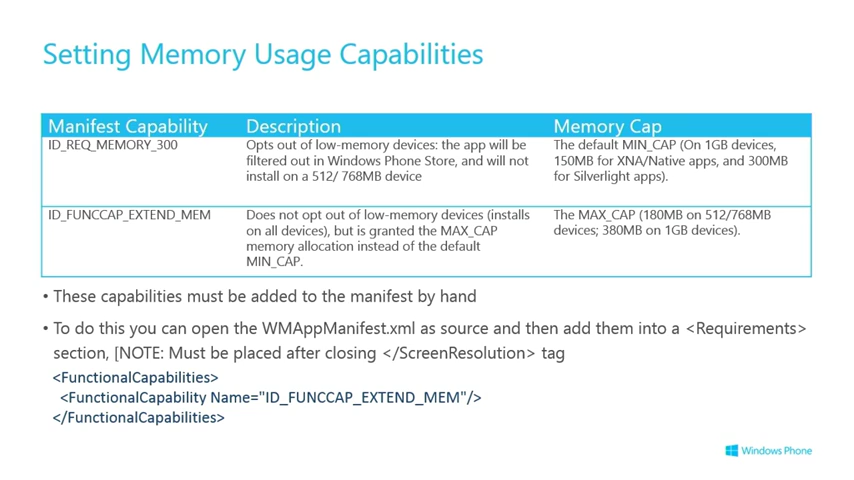 Setting Memory Usage Capabilities
Manifest Capability Description Memory Cap
ID_REQ_MEMORY_300
Opts out of low-memory devices: the app will be
filtered out in Windows Phone Store, and will not
install on a 512/ 768MB device
The default MIN_CAP (On 1GB devices,
150MB for XNA/Native apps, and 300MB
for Silverlight apps).
ID_FUNCCAP_EXTEND_MEM
Does not opt out of low-memory devices (installs
on all devices), but is granted the MAX_CAP
memory allocation instead of the default
MIN_CAP.
The MAX_CAP (180MB on 512/768MB
devices; 380MB on 1GB devices).
• These capabilities must be added to the manifest by hand
• To do this you can open the WMAppManifest.xml as source and then add them into a <Requirements>
section, [NOTE: Must be placed after closing </ScreenResolution> tag
<FunctionalCapabilities>
<FunctionalCapability Name="ID_FUNCCAP_EXTEND_MEM"/>
</FunctionalCapabilities>
Windows Phone